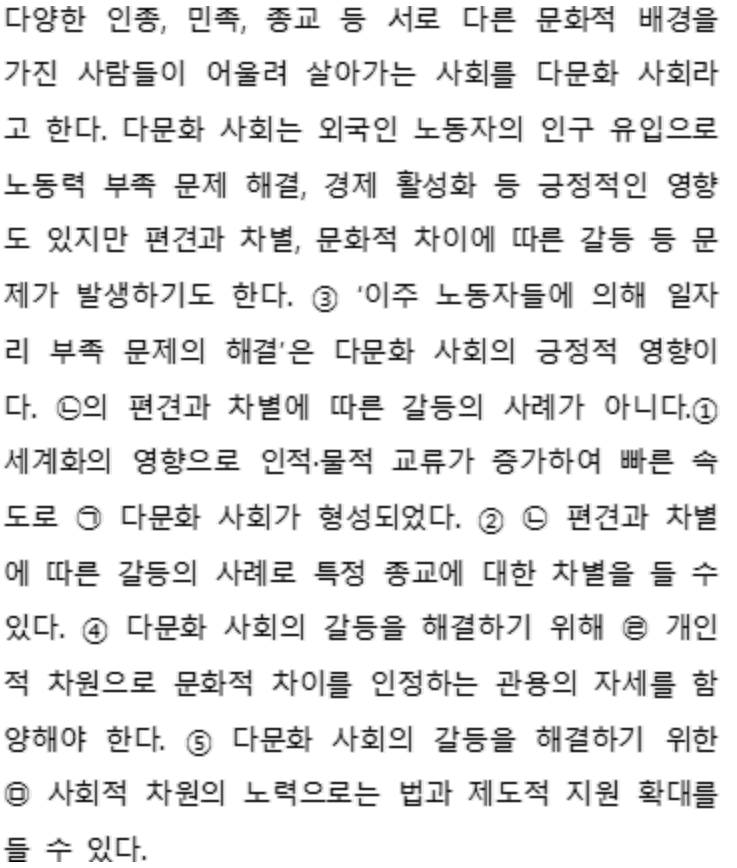 다양한 인종, 민족, 종교 등 서로 다른 문화적 배경을
가진 사람들이 어울려 살아가는 사회를 다문화 사회라
고 한다. 다문화 사회는 외국인 노동자의 인구 유입으로
노동력 부족 문제 해결, 경제 활성화 등 긍정적인 영향
도 있지만 편견과 차별, 문화적 차이에 따른 갈등 등 문
제가 발생하기도 한다. ③ ‘이주 노동자들에 의해 일자
리 부족 문제의 해결’은 다문화 사회의 긍정적 영향이
다. ㉡의 편견과 차별에 따른 갈등의 사례가 아니다.①
세계화의 영향으로 인적·물적 교류가 증가하여 빠른 속
도로 ㉠ 다문화 사회가 형성되었다. ② ㉡ 편견과 차별
에 따른 갈등의 사례로 특정 종교에 대한 차별을 들 수
있다. ④ 다문화 사회의 갈등을 해결하기 위해 ㉣ 개인
적 차원으로 문화적 차이를 인정하는 관용의 자세를 함
양해야 한다. ⑤ 다문화 사회의 갈등을 해결하기 위한
㉤ 사회적 차원의 노력으로는 법과 제도적 지원 확대를
들 수 있다.